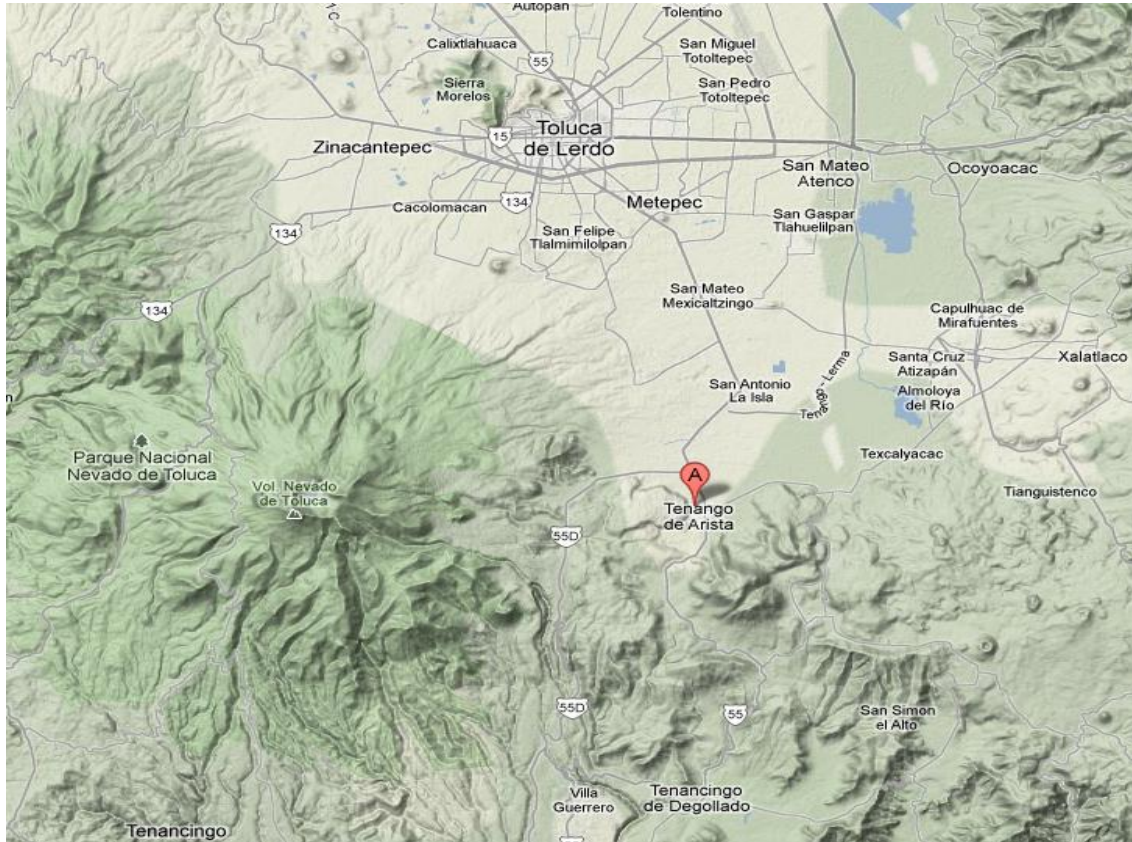 Autopan
Tolentino
1 C
Calixtlahuaca
55
San Miguel
Totoltepec
Sierra
Morelos
San Pedro
Totoltepec
15
Toluca
de Lerdo
Zinacantepec
San Mateo
Atenco
Ocoyoacac
Cacolomacan
134
Metepec
San Gaspar
Tlahuelilpan
134
San Felipe
Tlalmimilolpan
San Mateo
Mexicaltzingo
134
Capulhuac de
Mirafuentes
Santa Cruz
Atizapán
Xalatlaco
Tenango - Lerma
San Antonio
La Isla
Almoloya
del Río
n
Parque Nacional
Nevado de Toluca
Texcalyacac
A
Vol. Nevado
de Toluca
Tianguistenco
Tenango
de Arista
55D
55D
55
San Simon
el Alto
Villa
Guerrero
Tenancingo
de Degollado
Tenancingo